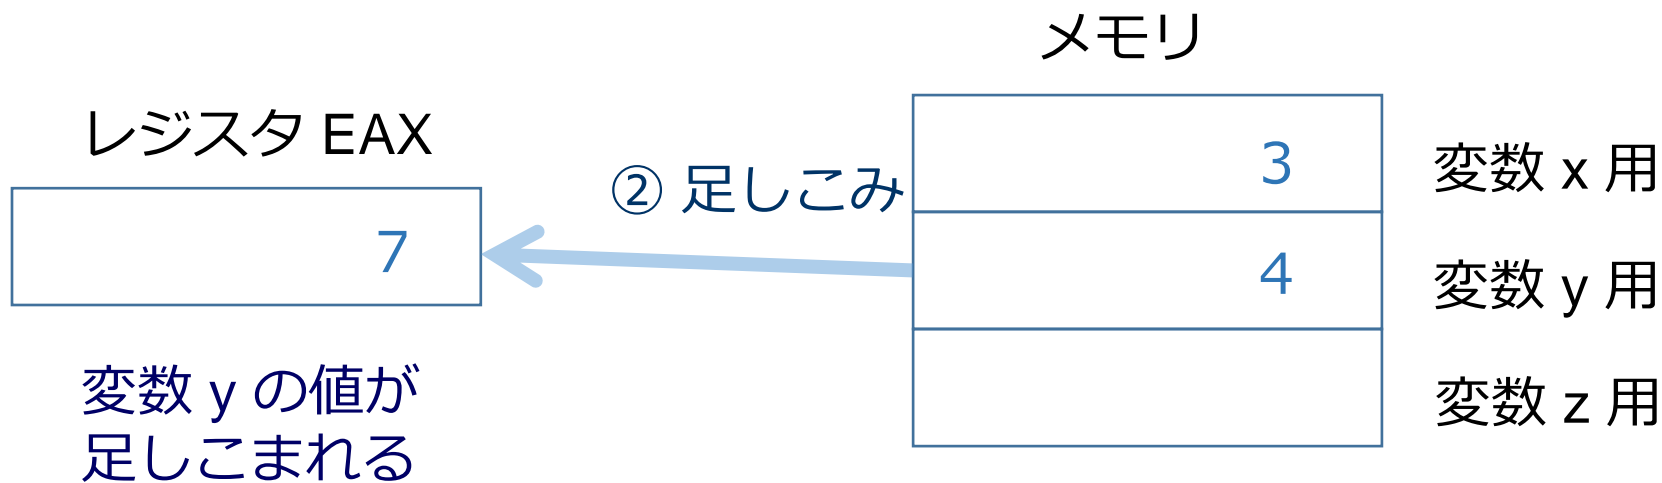 メモリ
レジスタ EAX
② 足しこみ
3
変数 x 用
7
4
変数 y 用
変数 y の値が
足しこまれる
変数 z 用